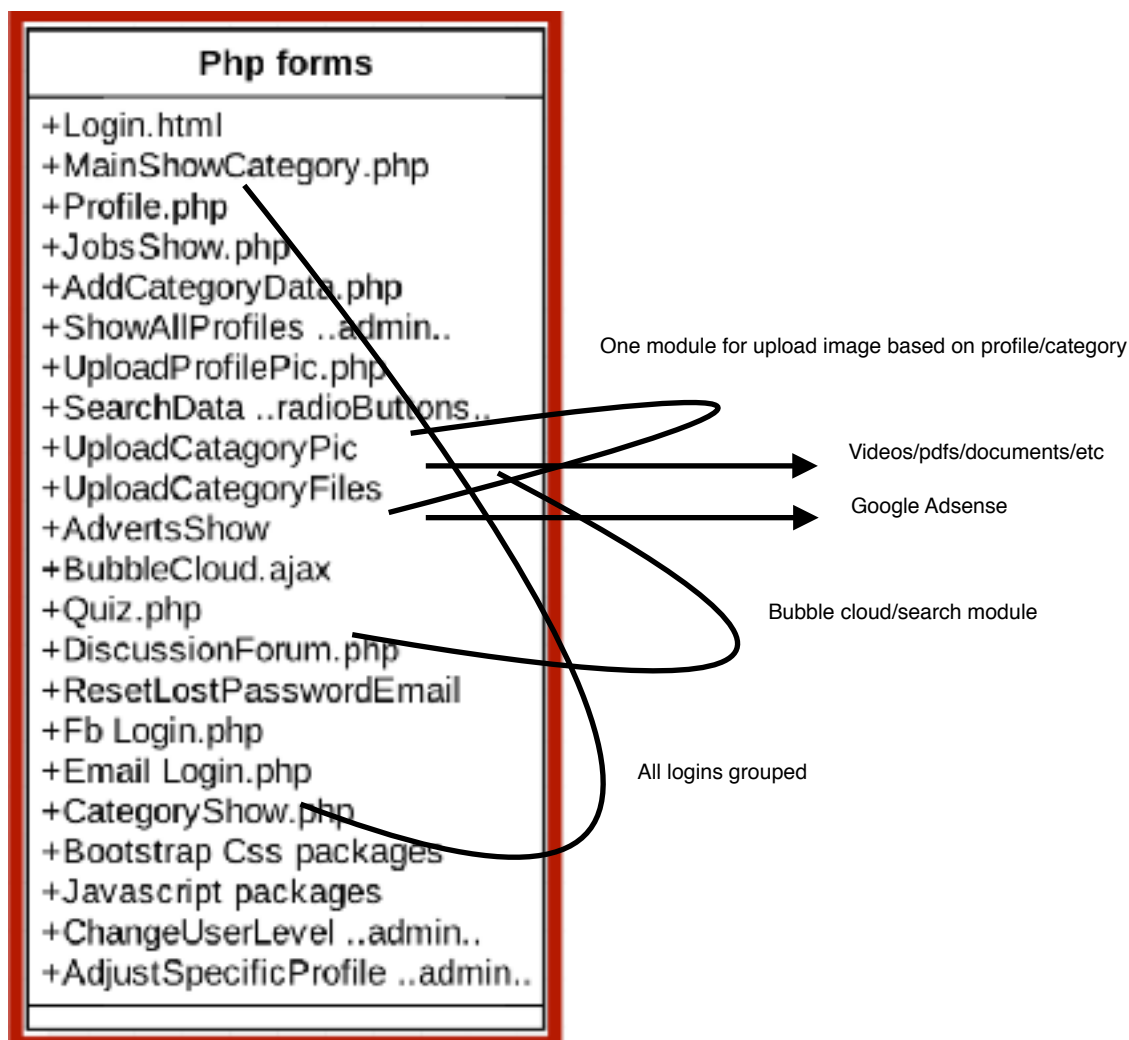 Php forms
+Login.html
+MainShowCategory.php
+Profile.php
+JobsShow.php
+AddCategoryData.php
+ShowAllProfiles ..admin..
+UploadProfilePic.php
+SearchData ..radioButtons..
+UploadCatagoryPic
+UploadCategoryFiles
+AdvertsShow
+BubbleCloud.ajax
+Quiz.php
+DiscussionForum.php
+ResetLostPasswordEmail
+Fb Login.php
+Email Login.php
+CategoryShow.php
+Bootstrap Css packages
+Javascript packages
+ChangeUserLevel ..admin..
+AdjustSpecificProfile ..admin..
One module for upload image based on profile/category
Videos/pdfs/documents/etc
Google Adsense
Bubble cloud/search module
All logins grouped